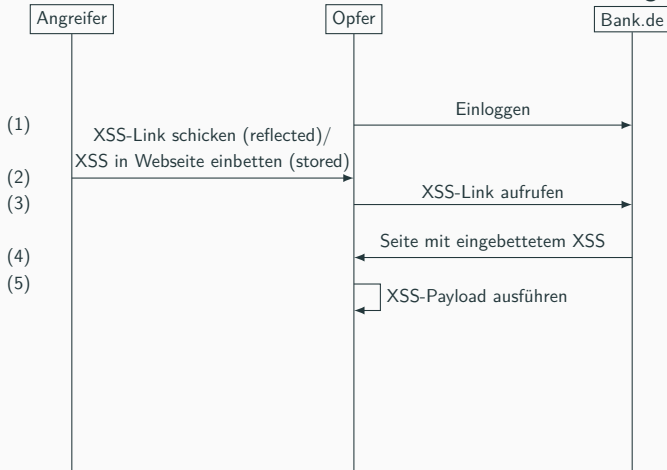 Angreifer
Opfer
Bank.de
(1)
Einloggen
XSS-Link schicken (reflected)/
XSS in Webseite einbetten (stored)
(2)
(3)
XSS-Link aufrufen
Seite mit eingebettetem XSS
(4)
(5)
XSS-Payload ausführen